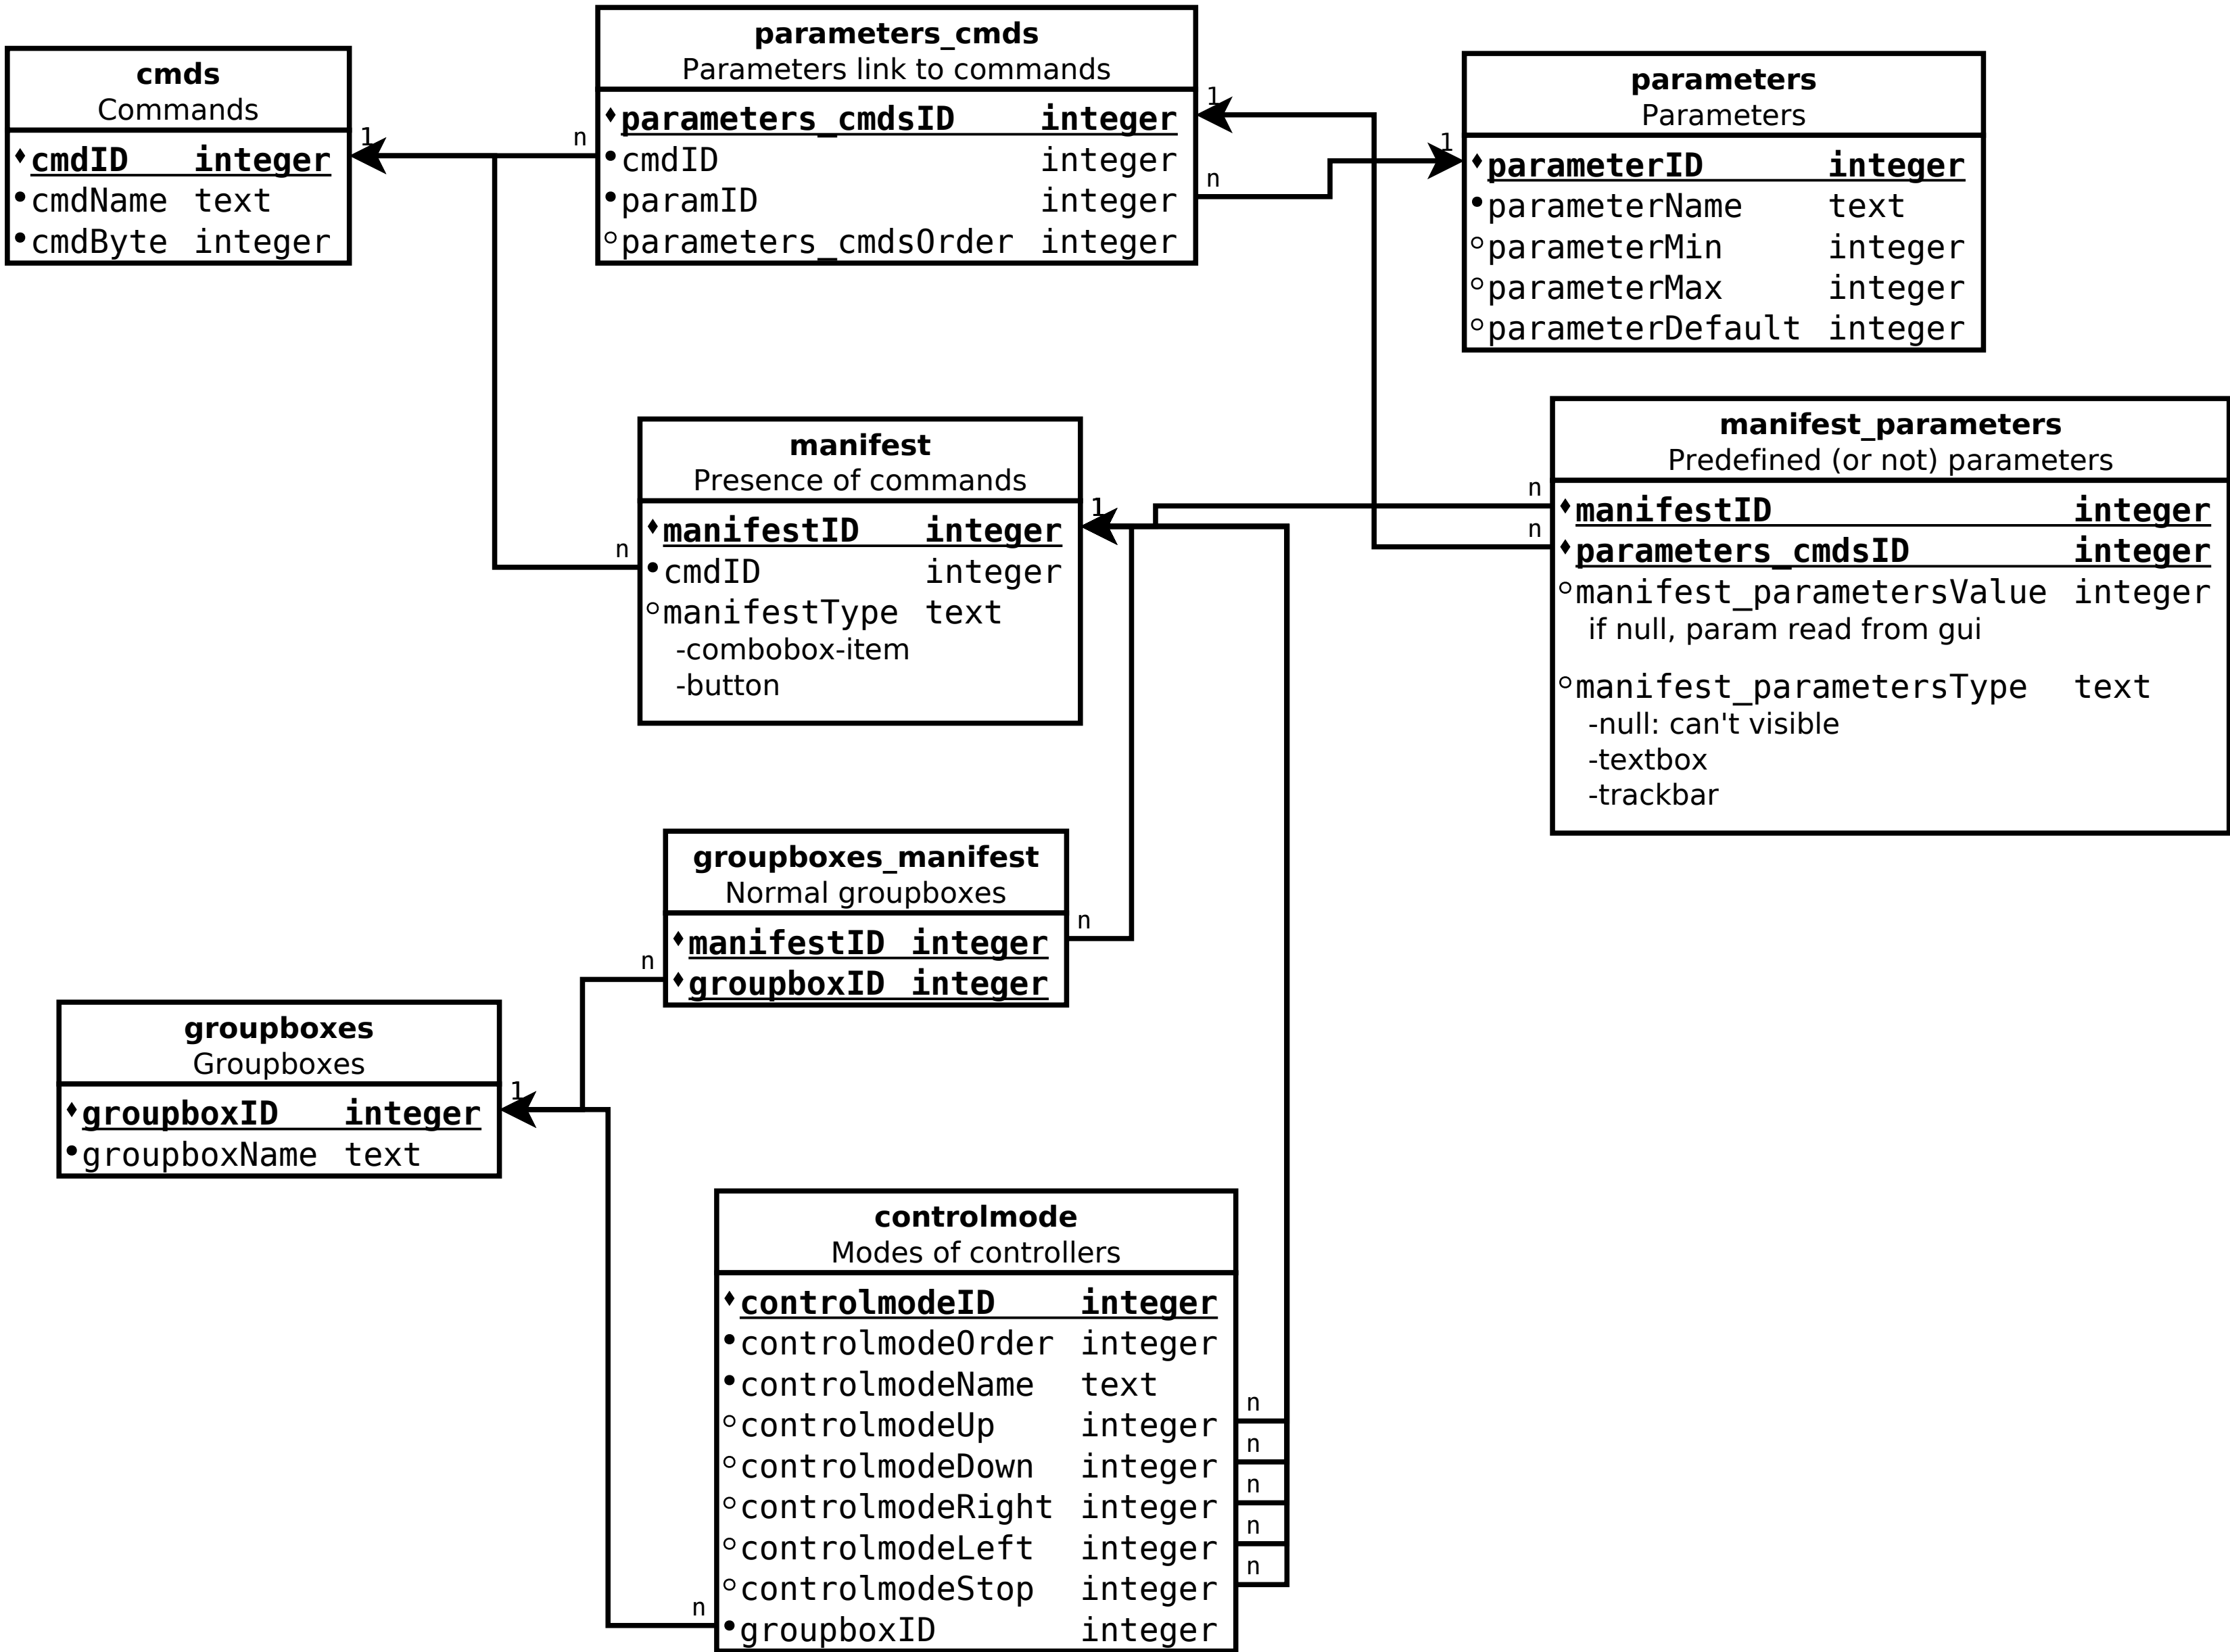 cmds
Commands
cmdID integer
cmdName text
cmdByte integer
1
n
parameters_cmds
Parameters link to commands
parameters_cmdsID integer
cmdID integer
paramID integer
parameters_cmdsOrder integer
1
n
1
parameters
Parameters
parameterID integer
parameterName text
parameterMin integer
parameterMax integer
parameterDefault integer
n
manifest
Presence of commands
manifestID integer
cmdID integer
manifestType text
-combobox-item
-button
1
n
n
manifest_parameters
Predefined (or not) parameters
manifestID integer
parameters_cmdsID integer
manifest_parametersValue integer
if null, param read from gui
manifest_parametersType text
-null: can't visible
-textbox
-trackbar
groupboxes_manifest
Normal groupboxes
manifestID integer
groupboxID integer
n
n
groupboxes
Groupboxes
groupboxID integer
groupboxName text
1
controlmode
Modes of controllers
controlmodeID integer
controlmodeOrder integer
controlmodeName text
controlmodeUp integer
controlmodeDown integer
controlmodeRight integer
controlmodeLeft integer
controlmodeStop integer
groupboxID integer
n
n
n
n
n
n